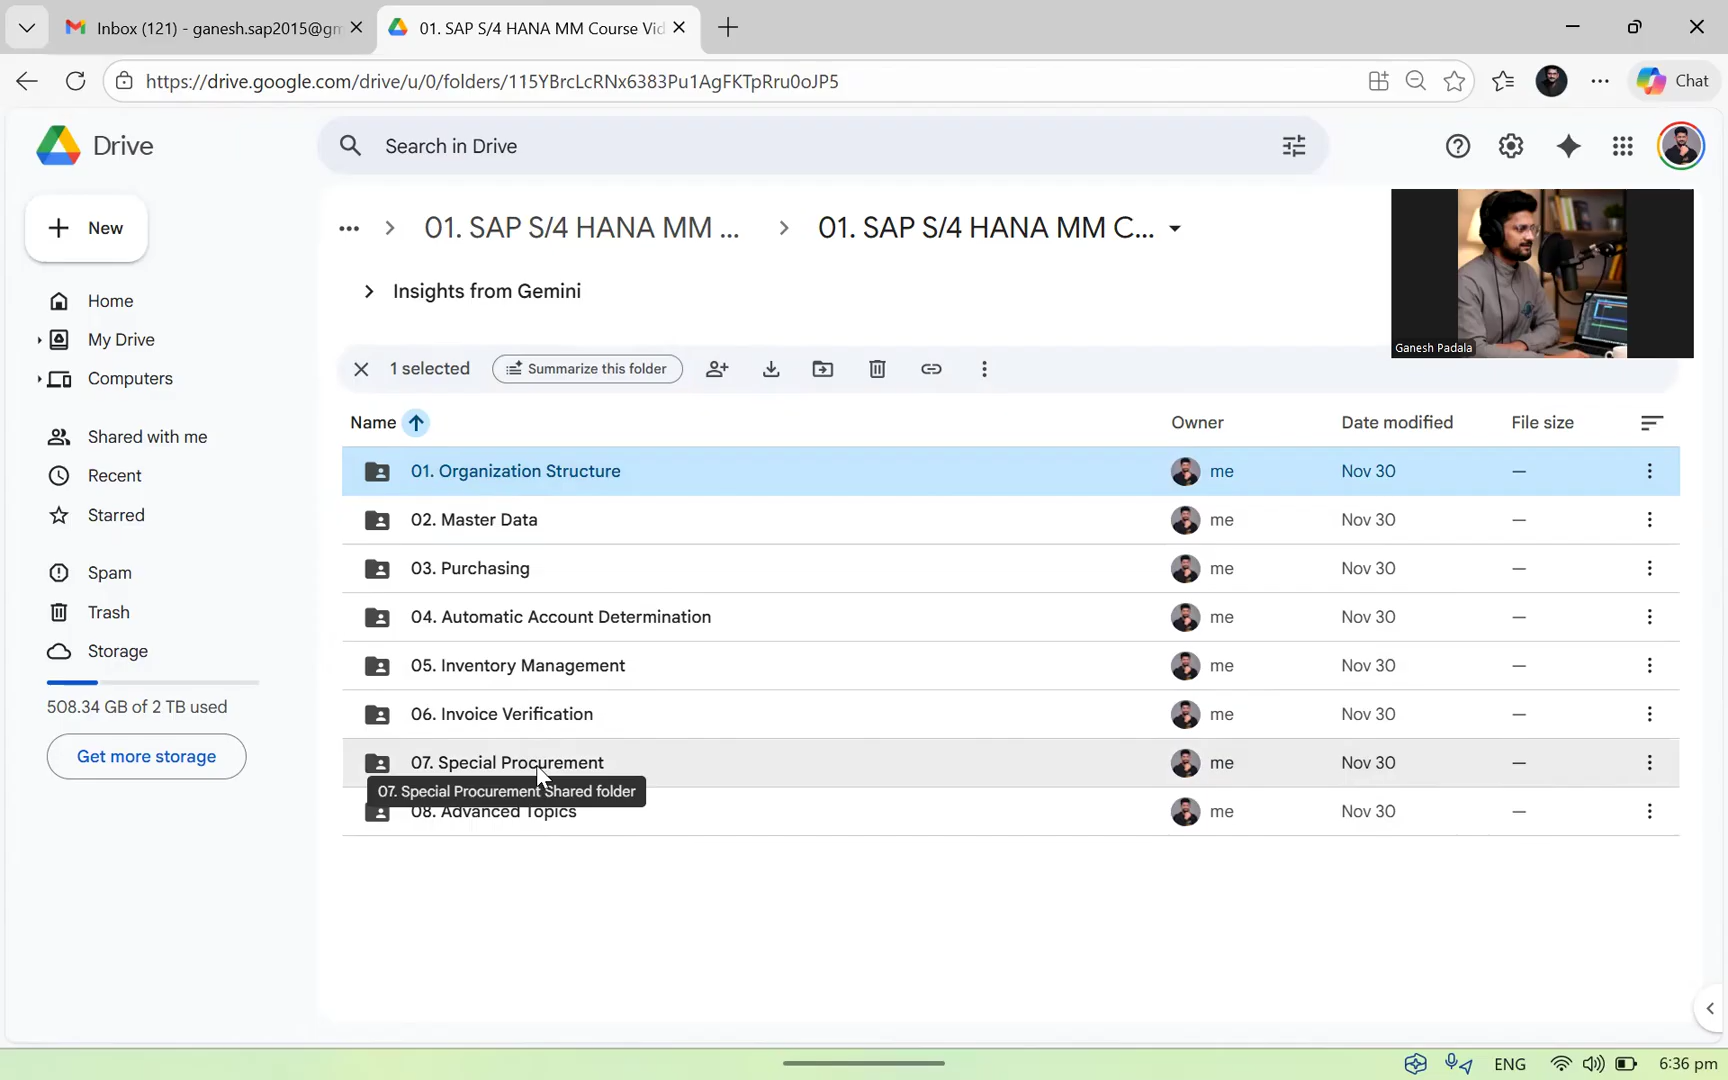 Inbox (121) - ganesh.sap2015@gm
01. SAP S/4 HANA MM Course Vid
https://drive.google.com/drive/u/0/folders/115YBrcLcRNx6383Pu1AgFKTpRru0oJP5
Chat
Drive
Search in Drive
New
01. SAP S/4 HANA MM ...
01. SAP S/4 HANA MM C...
Insights from Gemini
Ganesh Padala
Home
My Drive
Computers
Shared with me
Recent
Starred
Spam
Trash
Storage
508.34 GB of 2 TB used
Get more storage
1 selected
Summarize this folder
Name Owner Date modified File size
01. Organization Structure me Nov 30 —
02. Master Data me Nov 30 —
03. Purchasing me Nov 30 —
04. Automatic Account Determination me Nov 30 —
05. Inventory Management me Nov 30 —
06. Invoice Verification me Nov 30 —
07. Special Procurement me Nov 30 —
07. Special Procurement Shared folder
08. Advanced Topics me Nov 30 —
ENG
6:36 pm